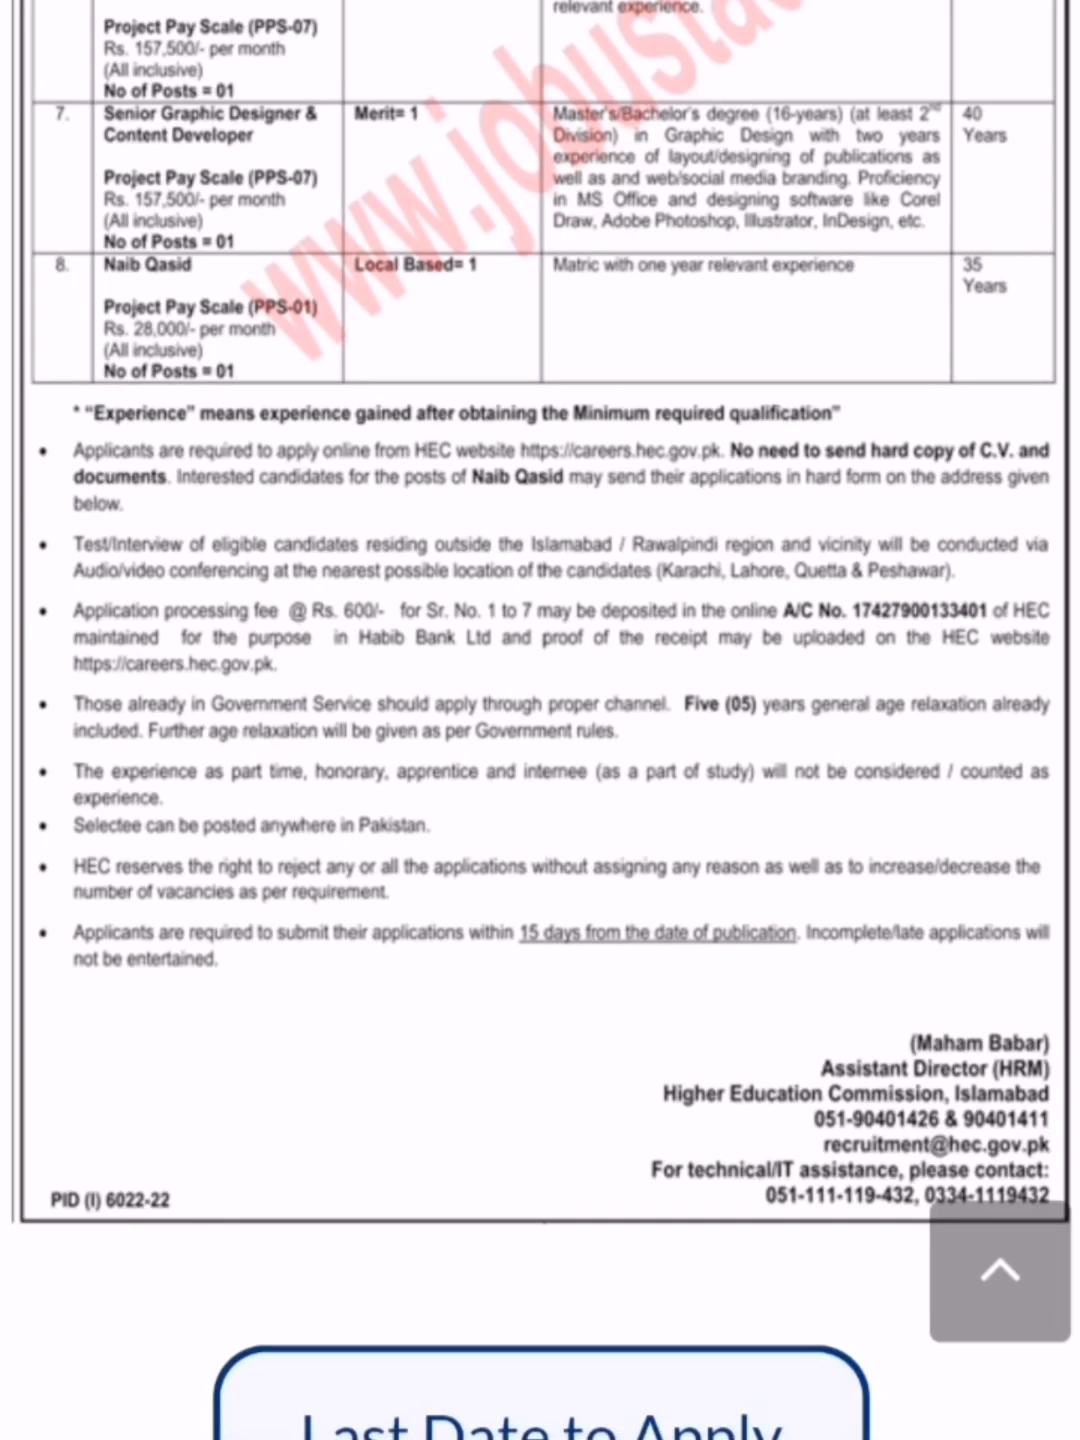 relevant experience.
Project Pay Scale (PPS-07)
Rs. 157,500/- per month
(All inclusive)
No of Posts = 01
7.
Senior Graphic Designer &
Content Developer
Project Pay Scale (PPS-07)
Rs. 157,500/- per month
(All inclusive)
No of Posts = 01
Merit= 1
Master's/Bachelor's degree (16-years) (at least 2nd
Division) in Graphic Design with two years
experience of layout/designing of publications as
well as and web/social media branding. Proficiency
in MS Office and designing software like Corel
Draw, Adobe Photoshop, Illustrator, InDesign, etc.
40
Years
8.
Naib Qasid
Project Pay Scale (PPS-01)
Rs. 28,000/- per month
(All inclusive)
No of Posts = 01
Local Based= 1
Matric with one year relevant experience
35
Years
* “Experience” means experience gained after obtaining the Minimum required qualification”
• Applicants are required to apply online from HEC website https://careers.hec.gov.pk. No need to send hard copy of C.V. and
documents. Interested candidates for the posts of Naib Qasid may send their applications in hard form on the address given
below.
• Test/Interview of eligible candidates residing outside the Islamabad / Rawalpindi region and vicinity will be conducted via
Audio/video conferencing at the nearest possible location of the candidates (Karachi, Lahore, Quetta & Peshawar).
• Application processing fee @ Rs. 600/- for Sr. No. 1 to 7 may be deposited in the online A/C No. 17427900133401 of HEC
maintained for the purpose in Habib Bank Ltd and proof of the receipt may be uploaded on the HEC website
https://careers.hec.gov.pk.
• Those already in Government Service should apply through proper channel. Five (05) years general age relaxation already
included. Further age relaxation will be given as per Government rules.
• The experience as part time, honorary, apprentice and internee (as a part of study) will not be considered / counted as
experience.
• Selectee can be posted anywhere in Pakistan.
• HEC reserves the right to reject any or all the applications without assigning any reason as well as to increase/decrease the
number of vacancies as per requirement.
• Applicants are required to submit their applications within 15 days from the date of publication. Incomplete/late applications will
not be entertained.
(Maham Babar)
Assistant Director (HRM)
Higher Education Commission, Islamabad
051-90401426 & 90401411
recruitment@hec.gov.pk
For technical/IT assistance, please contact:
051-111-119-432, 0334-1119432
PID (I) 6022-22
Last Date to Apply